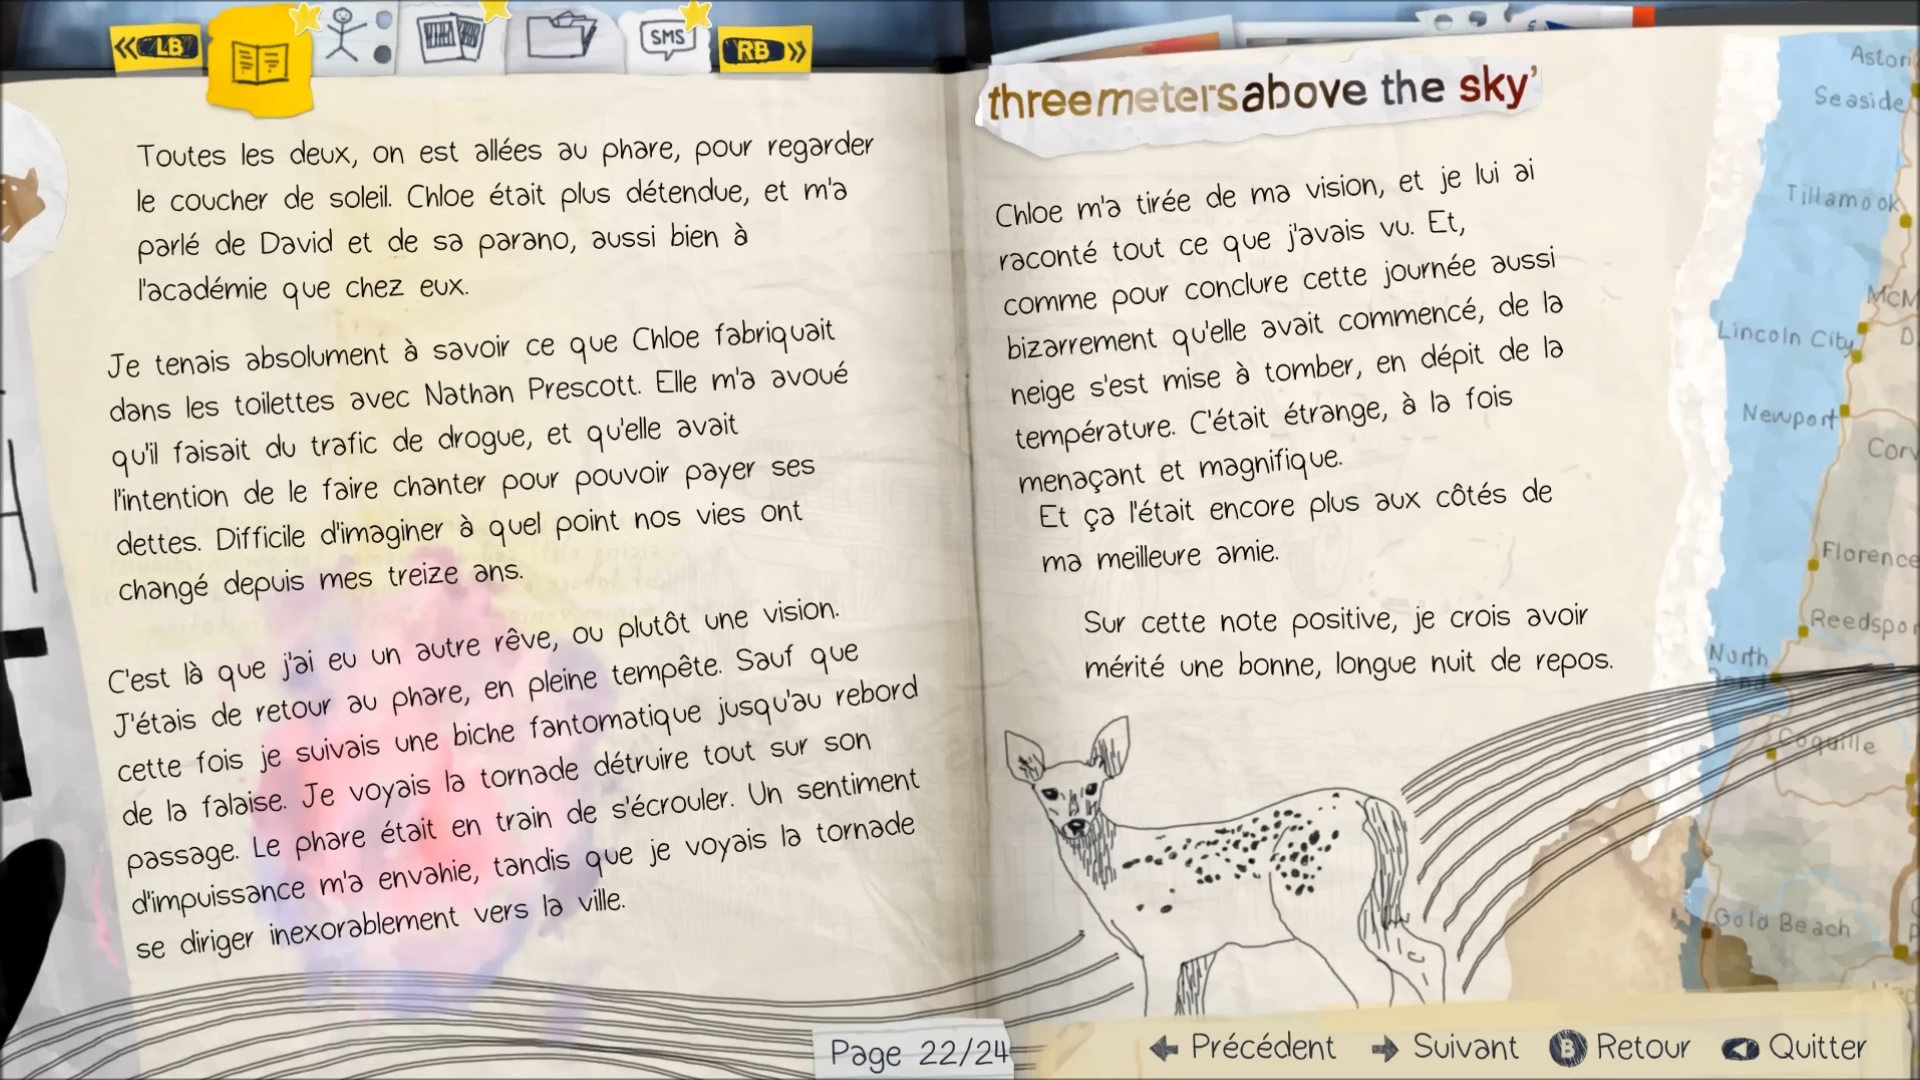 LB
SMS
RB
Toutes les deux, on est allées au phare, pour regarder
le coucher de soleil. Chloe était plus détendue, et m'a
parlé de David et de sa parano, aussi bien à
l'académie que chez eux.
Je tenais absolument à savoir ce que Chloe fabriquait
dans les toilettes avec Nathan Prescott. Elle m'a avoué
qu'il faisait du trafic de drogue, et qu'elle avait
l'intention de le faire chanter pour pouvoir payer ses
dettes. Difficile d'imaginer à quel point nos vies ont
changé depuis mes treize ans.
C'est là que j'ai eu un autre rêve, ou plutôt une vision.
J'étais de retour au phare, en pleine tempête. Sauf que
cette fois je suivais une biche fantomatique jusqu'au rebord
de la falaise. Je voyais la tornade détruire tout sur son
passage. Le phare était en train de s'écrouler. Un sentiment
d'impuissance m'a envahie, tandis que je voyais la tornade
se diriger inexorablement vers la ville.
threemetersabove the sky'
Chloe m'a tirée de ma vision, et je lui ai
raconté tout ce que j'avais vu. Et,
comme pour conclure cette journée aussi
bizarrement qu'elle avait commencé, de la
neige s'est mise à tomber, en dépit de la
température. C'était étrange, à la fois
menaçant et magnifique.
Et ça l'était encore plus aux côtés de
ma meilleure amie.
Sur cette note positive, je crois avoir
mérité une bonne, longue nuit de repos.
Astori
Seaside
Tillamook
McM
Lincoln City
D
Newport
Corv
Florence
Reedspor
North
Bend
Coquille
Gold Beach
Page 22/24
Précédent
Suivant
B Retour
Quitter